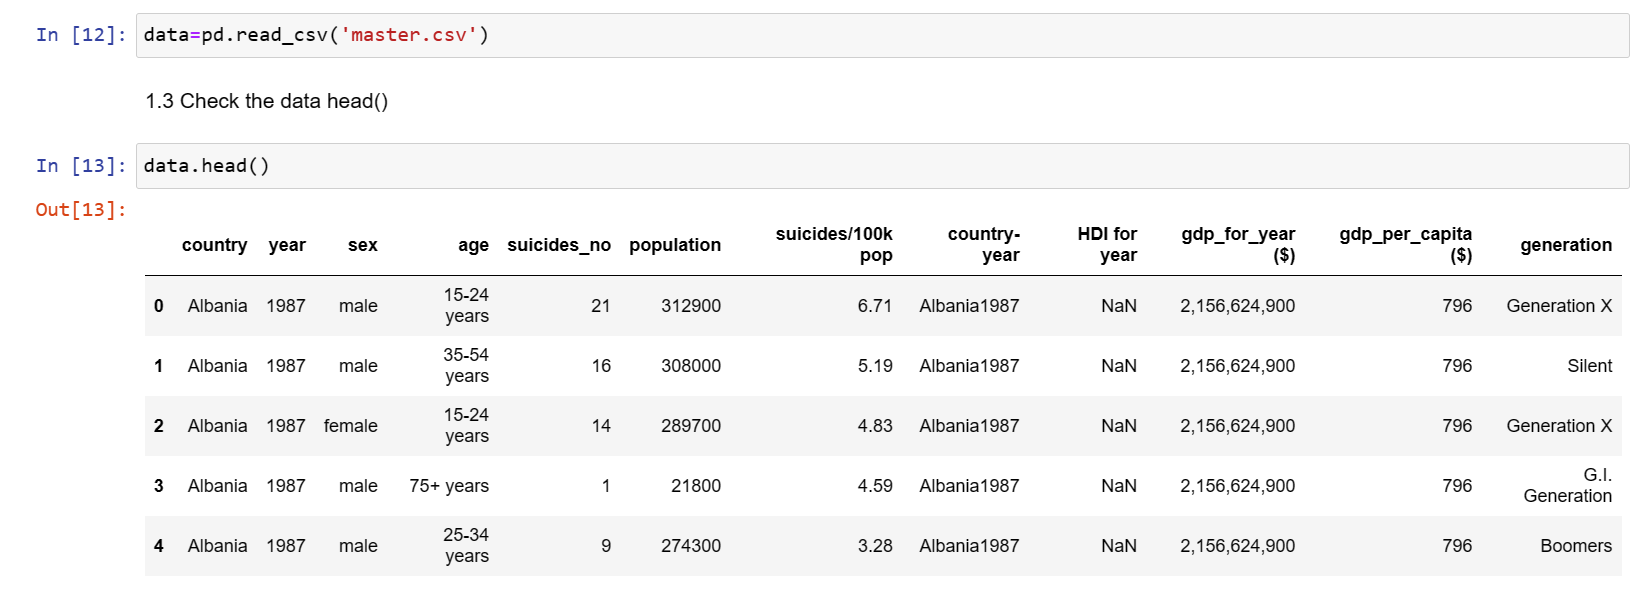 In [12]: data=pd.read_csv('master.csv')
1.3 Check the data head()
In [13]: data.head()
Out[13]:
country year sex age suicides_no population suicides/100k pop country-year HDI for year gdp_for_year ($) gdp_per_capita ($) generation
0 Albania 1987 male 15-24 years 21 312900 6.71 Albania1987 NaN 2,156,624,900 796 Generation X
1 Albania 1987 male 35-54 years 16 308000 5.19 Albania1987 NaN 2,156,624,900 796 Silent
2 Albania 1987 female 15-24 years 14 289700 4.83 Albania1987 NaN 2,156,624,900 796 Generation X
3 Albania 1987 male 75+ years 1 21800 4.59 Albania1987 NaN 2,156,624,900 796 G.I. Generation
4 Albania 1987 male 25-34 years 9 274300 3.28 Albania1987 NaN 2,156,624,900 796 Boomers